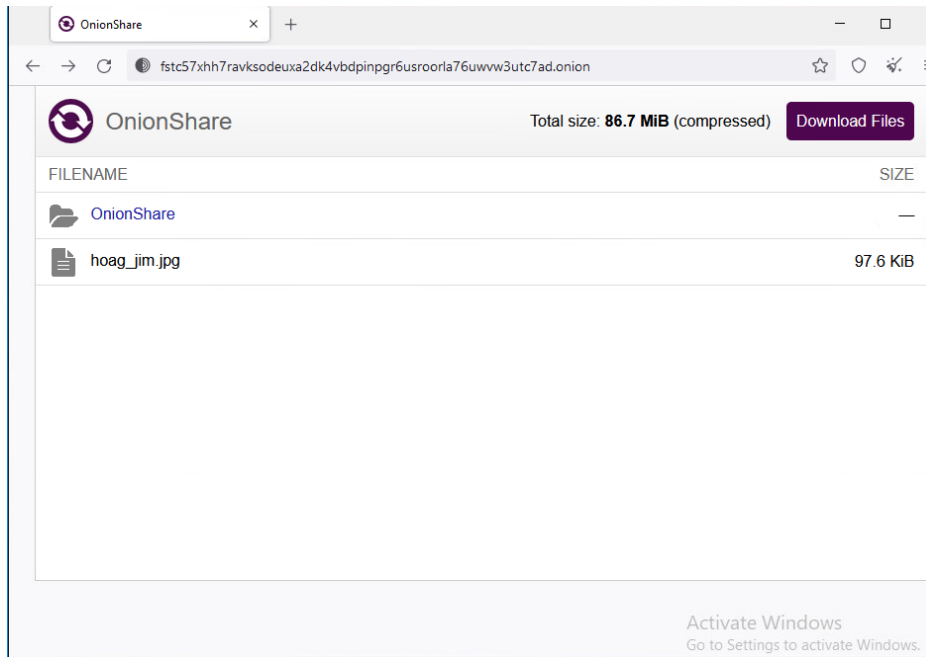 OnionShare
fstc57xhh7ravksodeuxa2dk4vbdpinpgr6usroorla76uwvw3utc7ad.onion
OnionShare Total size: 86.7 MiB (compressed) Download Files
FILENAME SIZE
OnionShare —
hoag_jim.jpg 97.6 KiB
Activate Windows
Go to Settings to activate Windows.